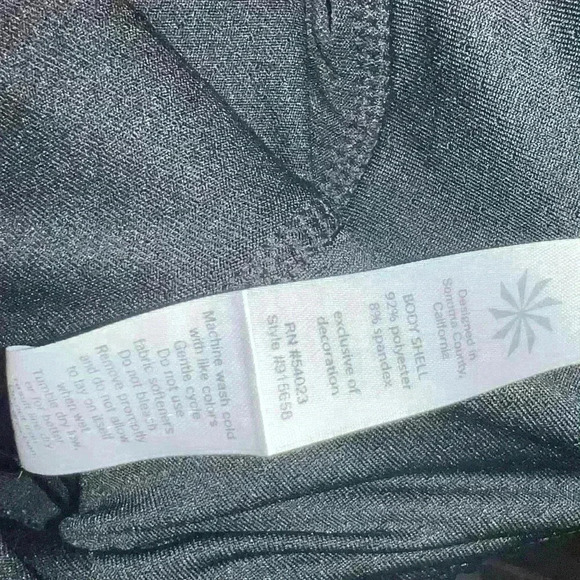 Designed in
Sonoma County,
California
BODY SHELL
92% polyester
8% spandex
exclusive of
decoration
RN #54023
Style #915656
Machine wash cold
with like colors
Gentle cycle
Do not use
fabric softeners
Do not bleach
Remove promptly
and do not allow
to lay on itself
when wet
Tumble dry low